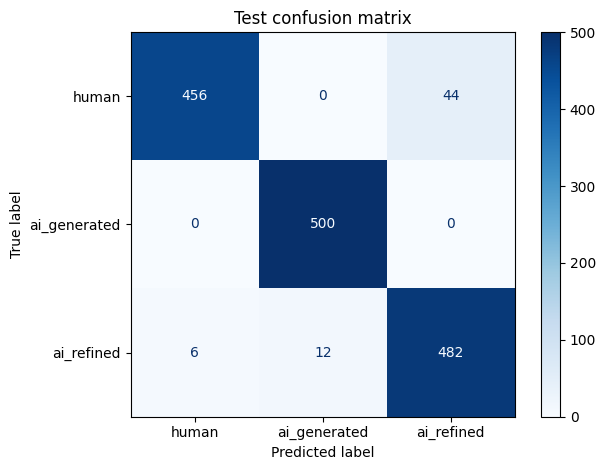 Test confusion matrix
human 456 0 44
ai_generated 0 500 0
ai_refined 6 12 482
human ai_generated ai_refined
Predicted label
True label
500
400
300
200
100
0